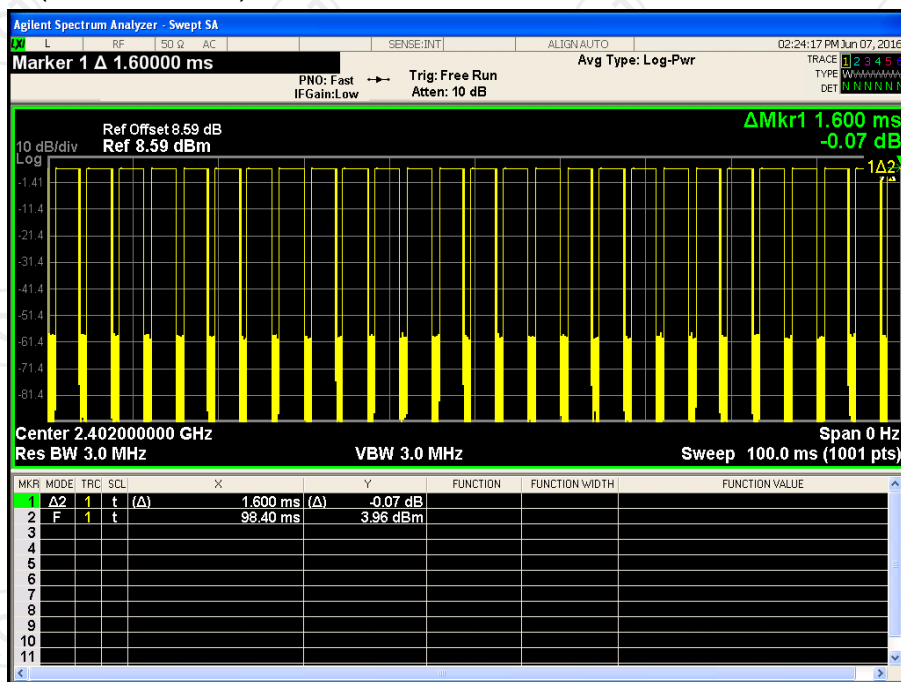 Agilent Spectrum Analyzer - Swept SA
LXI L RF 50 Ω AC SENSE:INT ALIGN AUTO 02:24:17 PM Jun 07, 2016
Marker 1 Δ 1.60000 ms Avg Type: Log-Pwr TRACE 1 2 3 4 5 6
PNO: Fast Trig: Free Run TYPE W
IFGain:Low Atten: 10 dB DET N N N N N N
ΔMkr1 1.600 ms
-0.07 dB
Ref Offset 8.59 dB
10 dB/div Ref 8.59 dBm
Log
1Δ2
-1.41
-11.4
-21.4
-31.4
-41.4
-51.4
-61.4
-71.4
-81.4
Center 2.402000000 GHz Span 0 Hz
Res BW 3.0 MHz VBW 3.0 MHz Sweep 100.0 ms (1001 pts)
MKR MODE TRC SCL X Y FUNCTION FUNCTION WIDTH FUNCTION VALUE
1 Δ2 1 t (Δ) 1.600 ms (Δ) -0.07 dB
2 F 1 t 98.40 ms 3.96 dBm
3
4
5
6
7
8
9
10
11